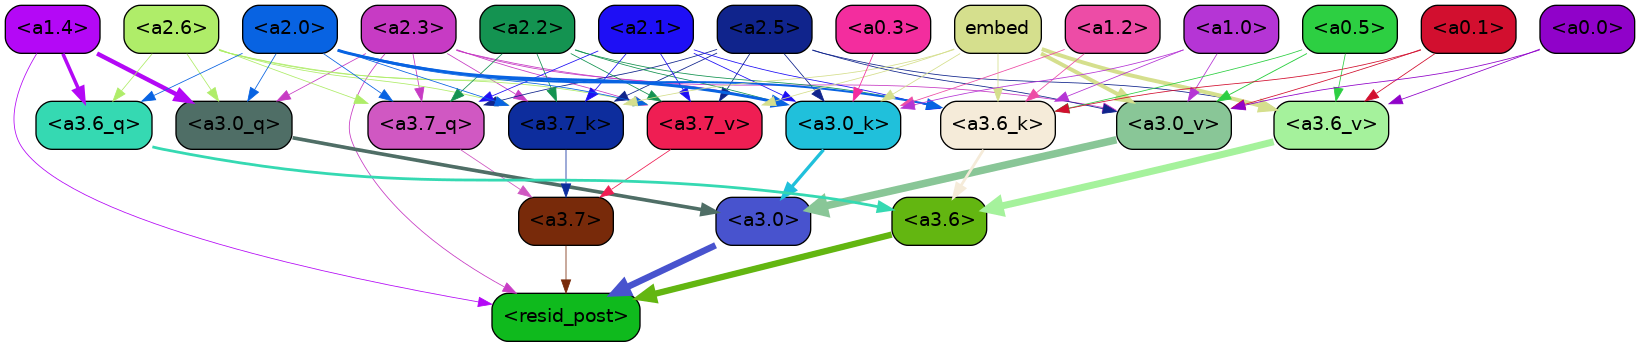 <a1.4> <a2.6> <a2.0> <a2.3> <a2.2> <a2.1> <a2.5> <a0.3> embed <a1.2> <a1.0> <a0.5> <a0.1> <a0.0>
<a3.6_q> <a3.0_q> <a3.7_q> <a3.7_k> <a3.7_v> <a3.0_k> <a3.6_k> <a3.0_v> <a3.6_v>
<a3.7> <a3.0> <a3.6>
<resid_post>